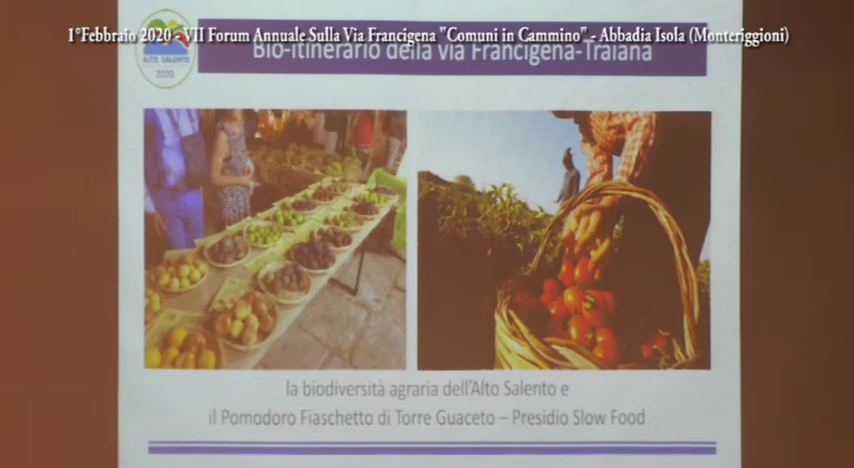 1°Febbraio 2020 - VII Forum Annuale Sulla Via Francigena "Comuni in Cammino" - Abbadia Isola (Monteriggioni)
Bio-itinerario della via Francigena-Traiana
ALTO SALENTO
2020
la biodiversità agraria dell'Alto Salento e
il Pomodoro Fiaschetto di Torre Guaceto – Presidio Slow Food